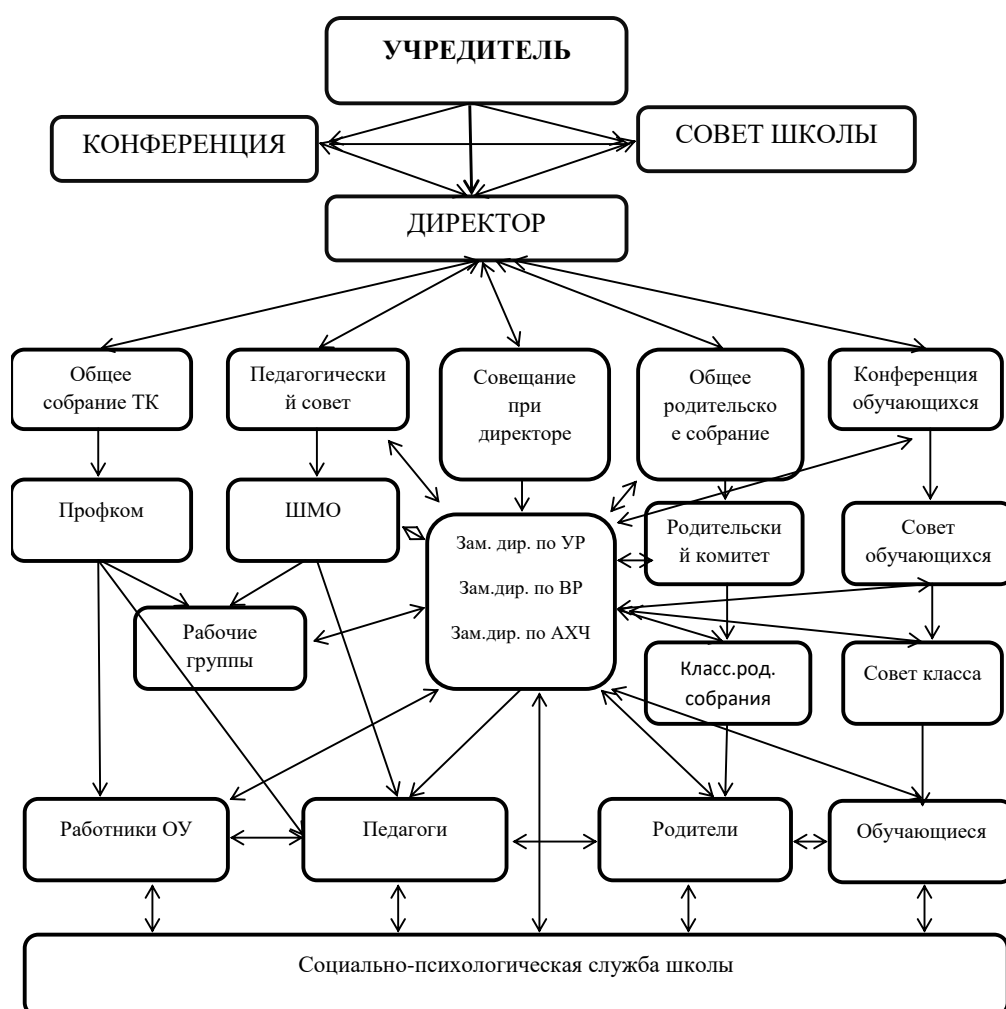 УЧРЕДИТЕЛЬ
КОНФЕРЕНЦИЯ
СОВЕТ ШКОЛЫ
ДИРЕКТОР
Общее
собрание ТК
Педагогически
й совет
Совещание
при
директоре
Общее
родительско
е собрание
Конференция
обучающихся
Профком
ШМО
Зам. дир. по УР
Зам.дир. по ВР
Зам.дир. по АХЧ
Родительски
й комитет
Совет
обучающихся
Рабочие
группы
Класс.род.
собрания
Совет класса
Работники ОУ
Педагоги
Родители
Обучающиеся
Социально-психологическая служба школы